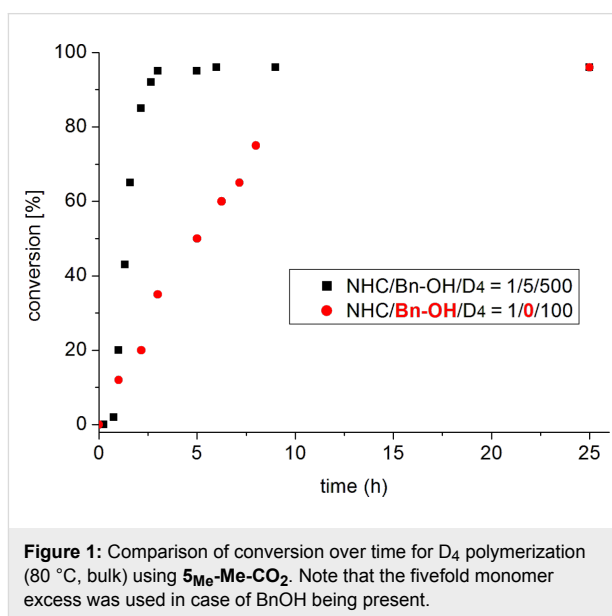 100
80
60
40
20
0
conversion [%]
NHC/Bn-OH/D4 = 1/5/500
NHC/Bn-OH/D4 = 1/0/100
0 5 10 15 20 25
time (h)
Figure 1: Comparison of conversion over time for D₄ polymerization
(80 °C, bulk) using 5Me-Me-CO₂. Note that the fivefold monomer
excess was used in case of BnOH being present.